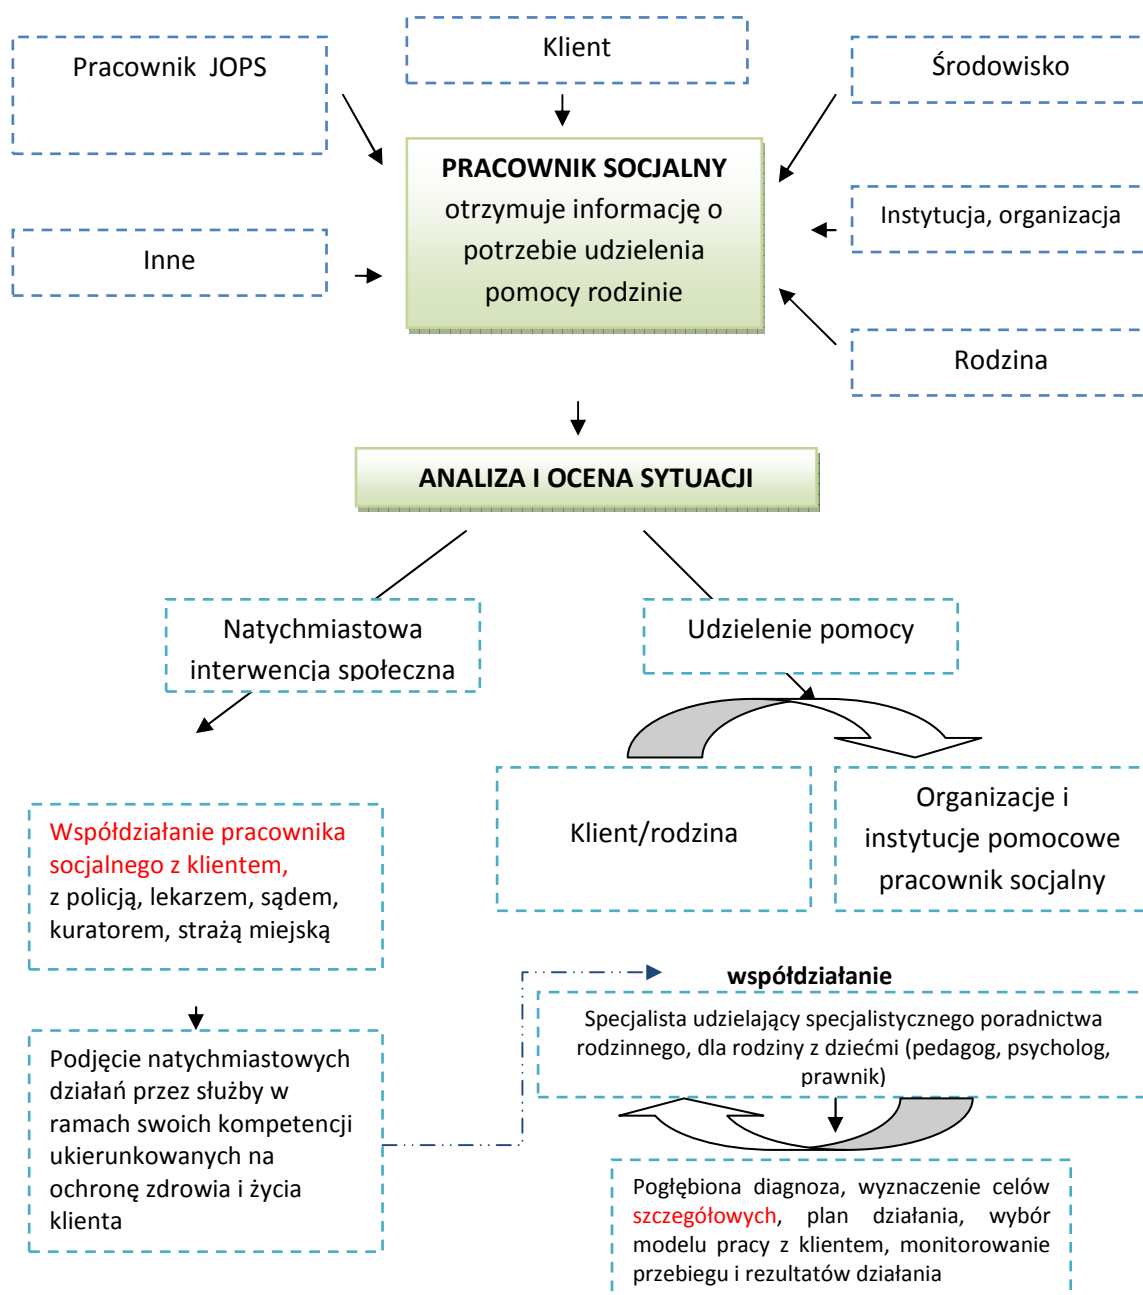 Klient
Pracownik JOPS
Środowisko
PRACOWNIK SOCJALNY
otrzymuje informację o
potrzebie udzielenia
pomocy rodzinie
Instytucja, organizacja
Inne
Rodzina
ANALIZA I OCENA SYTUACJI
Natychmiastowa
interwencja społeczna
Udzielenie pomocy
Klient/rodzina
Organizacje i
instytucje pomocowe
pracownik socjalny
Współdziałanie pracownika
socjalnego z klientem,
z policją, lekarzem, sądem,
kuratorem, strażą miejską
współdziałanie
Specjalista udzielający specjalistycznego poradnictwa
rodzinnego, dla rodziny z dziećmi (pedagog, psycholog,
prawnik)
Podjęcie natychmiastowych
działań przez służby w
ramach swoich kompetencji
ukierunkowanych na
ochronę zdrowia i życia
klienta
Pogłębiona diagnoza, wyznaczenie celów
szczegółowych, plan działania, wybór
modelu pracy z klientem, monitorowanie
przebiegu i rezultatów działania